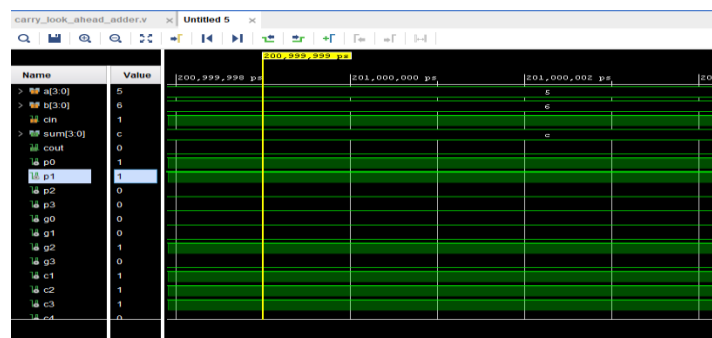 carry_look_ahead_adder.v × Untitled 5 ×
200,999,999 ps
Name Value 200,999,998 ps 201,000,000 ps 201,000,002 ps 20
> a[3:0] 5 5
> b[3:0] 6 6
cin 1
> sum[3:0] c c
cout 0
p0 1
p1 1
p2 0
p3 0
g0 0
g1 0
g2 1
g3 0
c1 1
c2 1
c3 1
c4 0